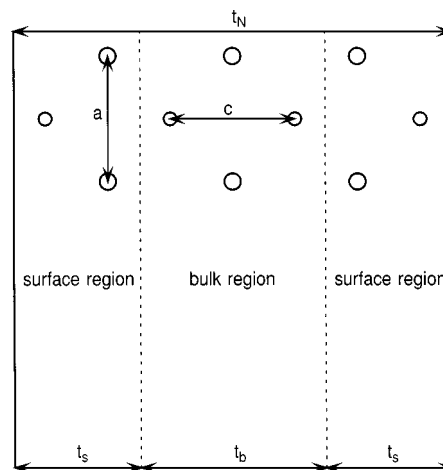 t_N
a
c
surface region
bulk region
surface region
t_s
t_b
t_s